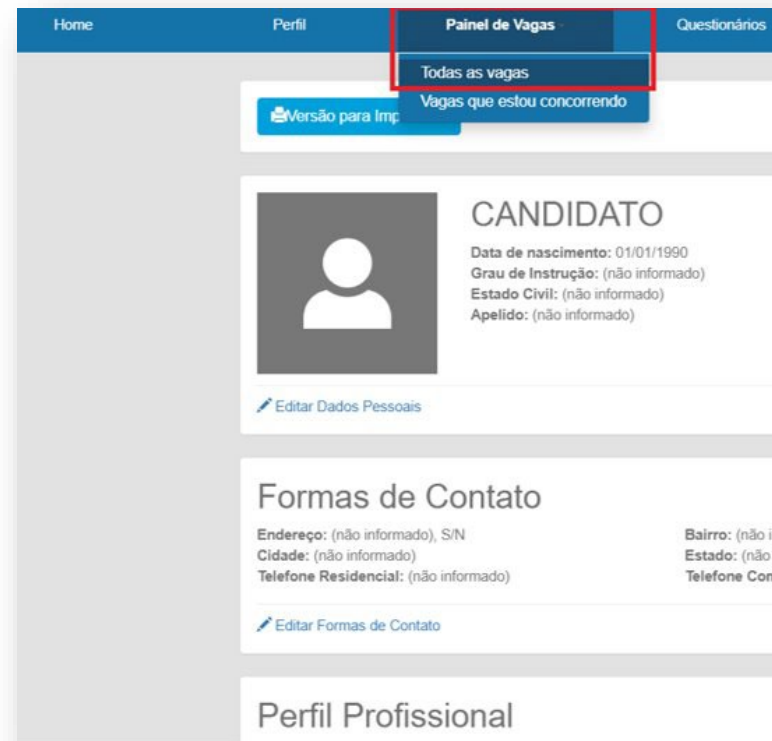 Home Perfil Painel de Vagas Questionários
Todas as vagas
Vagas que estou concorrendo
Versão para
CANDIDATO
Data de nascimento: 01/01/1990
Grau de Instrução: (não informado)
Estado Civil: (não informado)
Apelido: (não informado)
Editar Dados Pessoais
Formas de Contato
Endereço: (não informado), S/N Bairro: (não
Cidade: (não informado) Estado: (não
Telefone Residencial: (não informado) Telefone
Editar Formas de Contato
Perfil Profissional